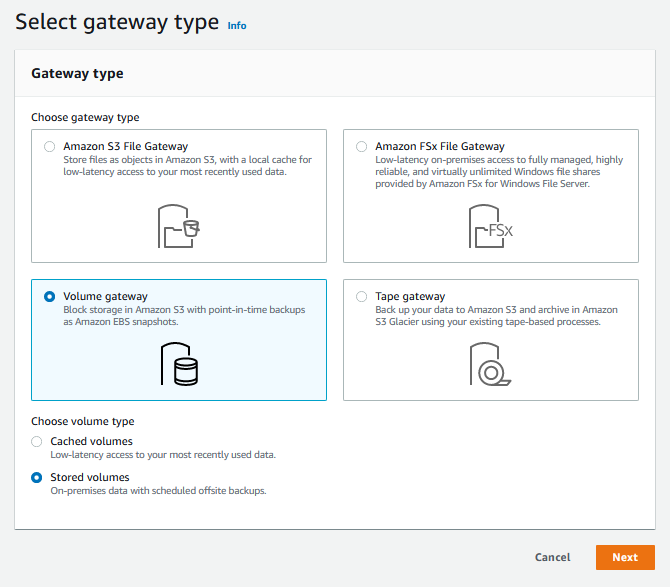 Select gateway type Info
Gateway type
Choose gateway type
Amazon S3 File Gateway
Store files as objects in Amazon S3, with a local cache for
low-latency access to your most recently used data.
Amazon FSx File Gateway
Low-latency on-premises access to fully managed, highly
reliable, and virtually unlimited Windows file shares
provided by Amazon FSx for Windows File Server.
FSx
Volume gateway
Block storage in Amazon S3 with point-in-time backups
as Amazon EBS snapshots.
Tape gateway
Back up your data to Amazon S3 and archive in Amazon
S3 Glacier using your existing tape-based processes.
Choose volume type
Cached volumes
Low-latency access to your most recently used data.
Stored volumes
On-premises data with scheduled offsite backups.
Cancel
Next